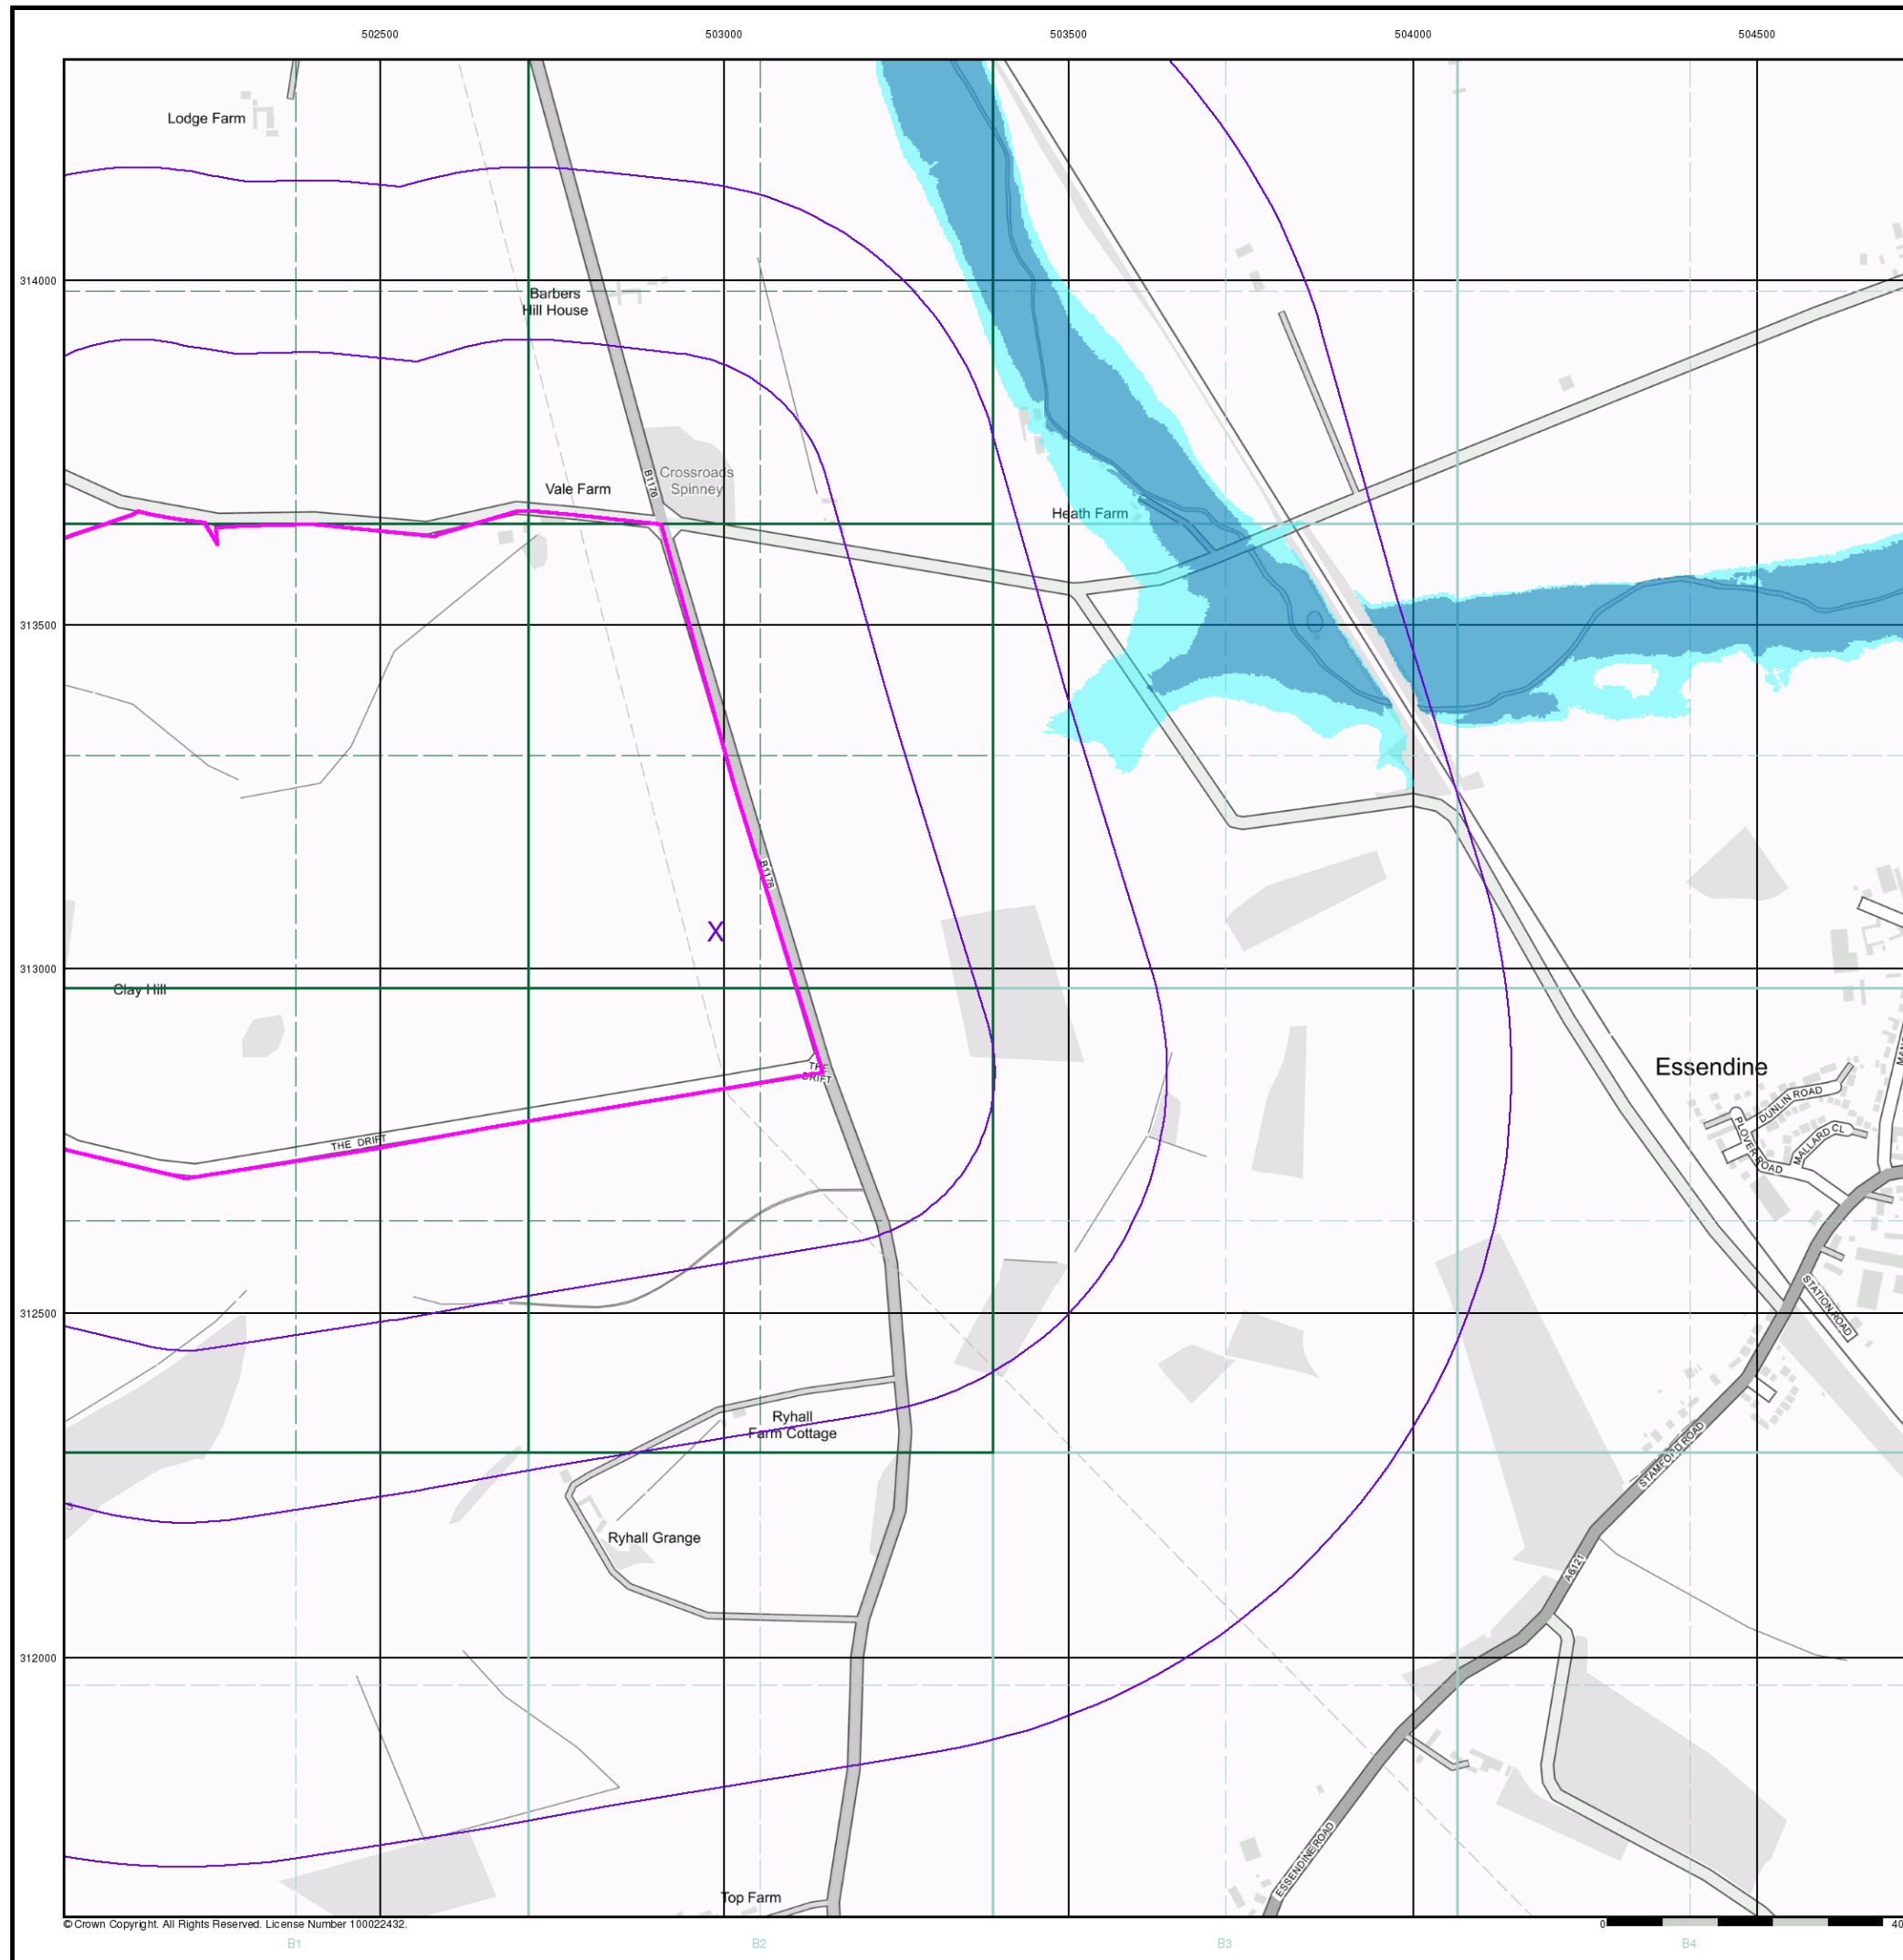 502500 503000 503500 504000 504500
Lodge Farm
314000
Barbers
Hill House
B1176
Crossroads
Spinney
Vale Farm
Heath Farm
313500
B1176
X
313000
Clay Hill
THE
DRIFT
Essendine
DUNLIN ROAD
PLOVER ROAD
MALLARD CL
THE DRIFT
312500
STATION ROAD
Ryhall
Farm Cottage
STAMFORD ROAD
Ryhall Grange
A6121
312000
ESSENDINE ROAD
Top Farm
© Crown Copyright. All Rights Reserved. License Number 100022432.
0
B1 B2 B3 B4